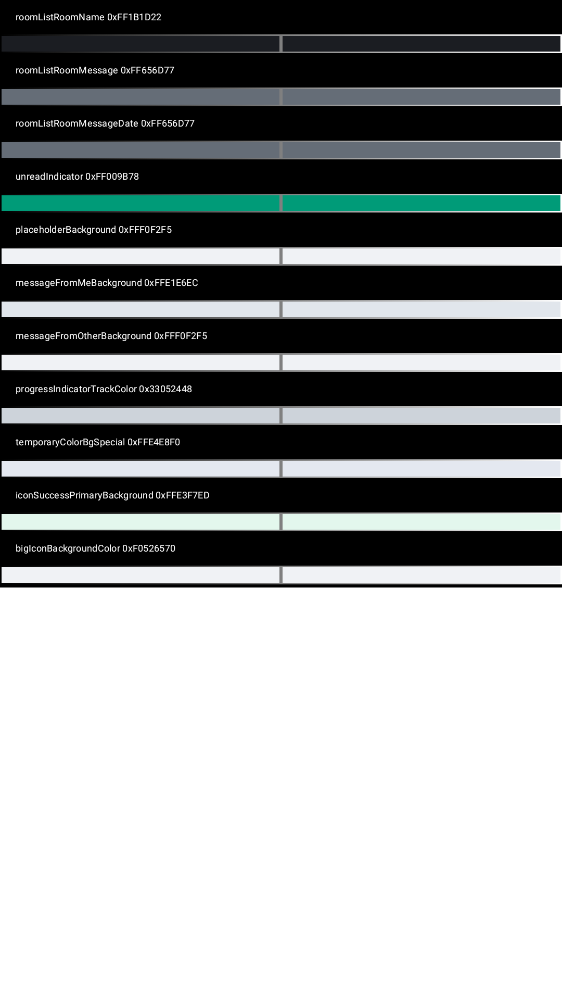 roomListRoomName 0xFF1B1D22
roomListRoomMessage 0xFF656D77
roomListRoomMessageDate 0xFF656D77
unreadIndicator 0xFF009B78
placeholderBackground 0xFFF0F2F5
messageFromMeBackground 0xFFE1E6EC
messageFromOtherBackground 0xFFF0F2F5
progressIndicatorTrackColor 0x33052448
temporaryColorBgSpecial 0xFFE4E8F0
iconSuccessPrimaryBackground 0xFFE3F7ED
bigIconBackgroundColor 0xF0526570